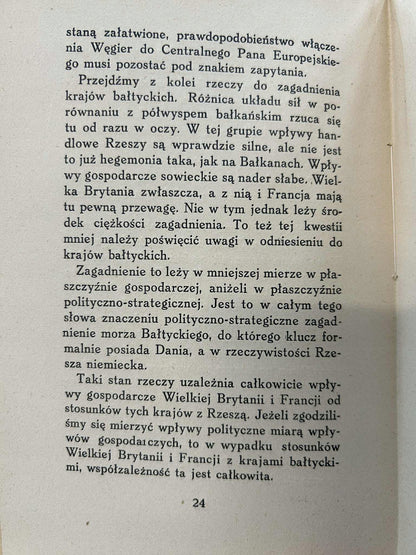 staną załatwione, prawdopodobieństwo włącze-
nia Węgier do Centralnego Pana Europejskie-
go musi pozostać pod znakiem zapytania.
Przejdźmy z kolei rzeczy do zagadnienia
krajów bałtyckich. Różnica układu sił w po-
równaniu z półwyspem bałkańskim rzuca się
tu od razu w oczy. W tej grupie wpływy han-
dlowe Rzeszy są wprawdzie silne, ale nie jest
to już hegemonia taka, jak na Bałkanach. Wpły-
wy gospodarcze sowieckie są nader słabe. Wiel-
ka Brytania zwłaszcza, a z nią i Francja mają
tu pewną przewagę. Nie w tym jednak leży śro-
dek ciężkości zagadnienia. To też tej kwestii
mniej należy poświęcić uwagi w odniesieniu do
krajów bałtyckich.
Zagadnienie to leży w mniejszej mierze w pła-
szczyźnie gospodarczej, aniżeli w płaszczyźnie
polityczno-strategicznej. Jest to w całym tego
słowa znaczeniu polityczno-strategiczne zagad-
nienie morza Bałtyckiego, do którego klucz for-
malnie posiada Dania, a w rzeczywistości Rze-
sza niemiecka.
Taki stan rzeczy uzależnia całkowicie wpły-
wy gospodarcze Wielkiej Brytanii i Francji od
stosunków tych krajów z Rzeszą. Jeżeli zgodzili-
śmy się mierzyć wpływy polityczne miarą wpły-
wów gospodarczych, to w wypadku stosunków
Wielkiej Brytanii i Francji z krajami bałtycki-
mi, współzależność ta jest całkowita.
24